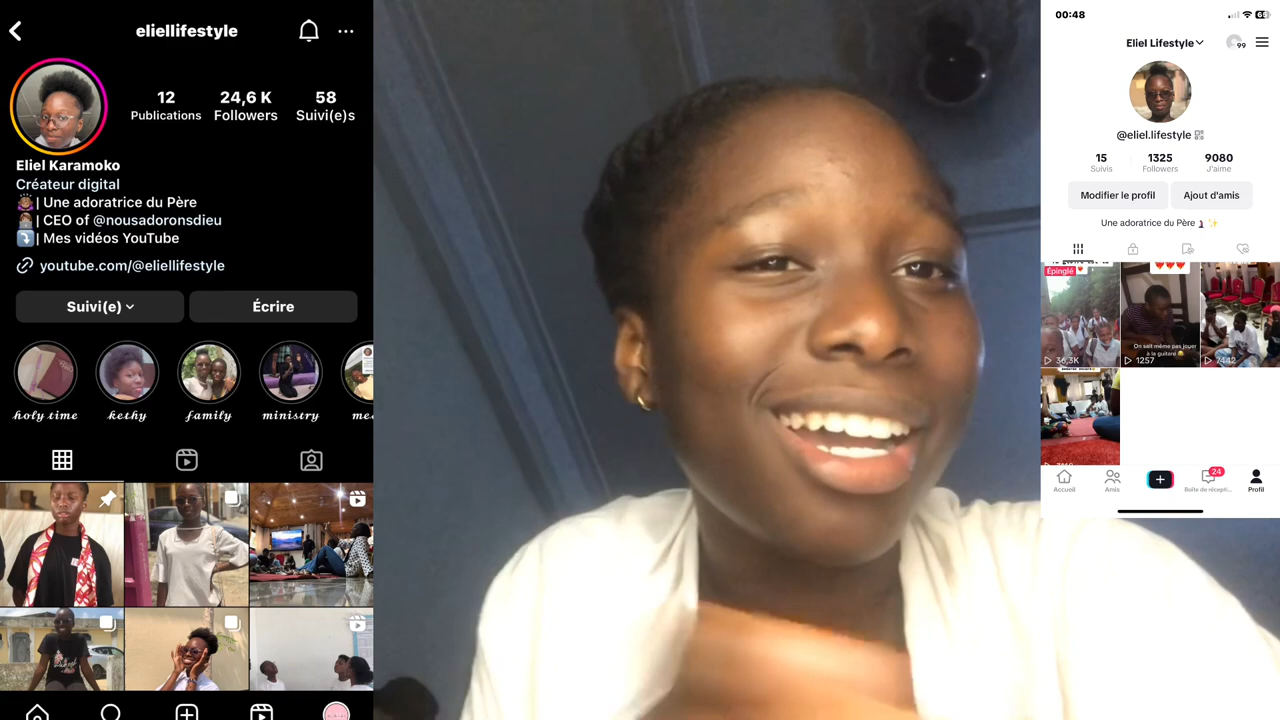 eliellifestyle
12
Publications
24,6 K
Followers
58
Suivi(e)s
Eliel Karamoko
Créateur digital
| Une adoratrice du Père
| CEO of @nousadoronsdieu
| Mes vidéos YouTube
youtube.com/@eliellifestyle
Suivi(e)
Écrire
holy time
kethy
family
ministry
00:48
Eliel Lifestyle
99
@eliel.lifestyle
15
Suivis
1325
Followers
9080
J'aime
Modifier le profil
Ajout d'amis
Une adoratrice du Père
Épinglé
36,3K
On sait même pas jouer
à la guitare
1257
7442
Accueil
Amis
24
Boîte de récepti...
Profil